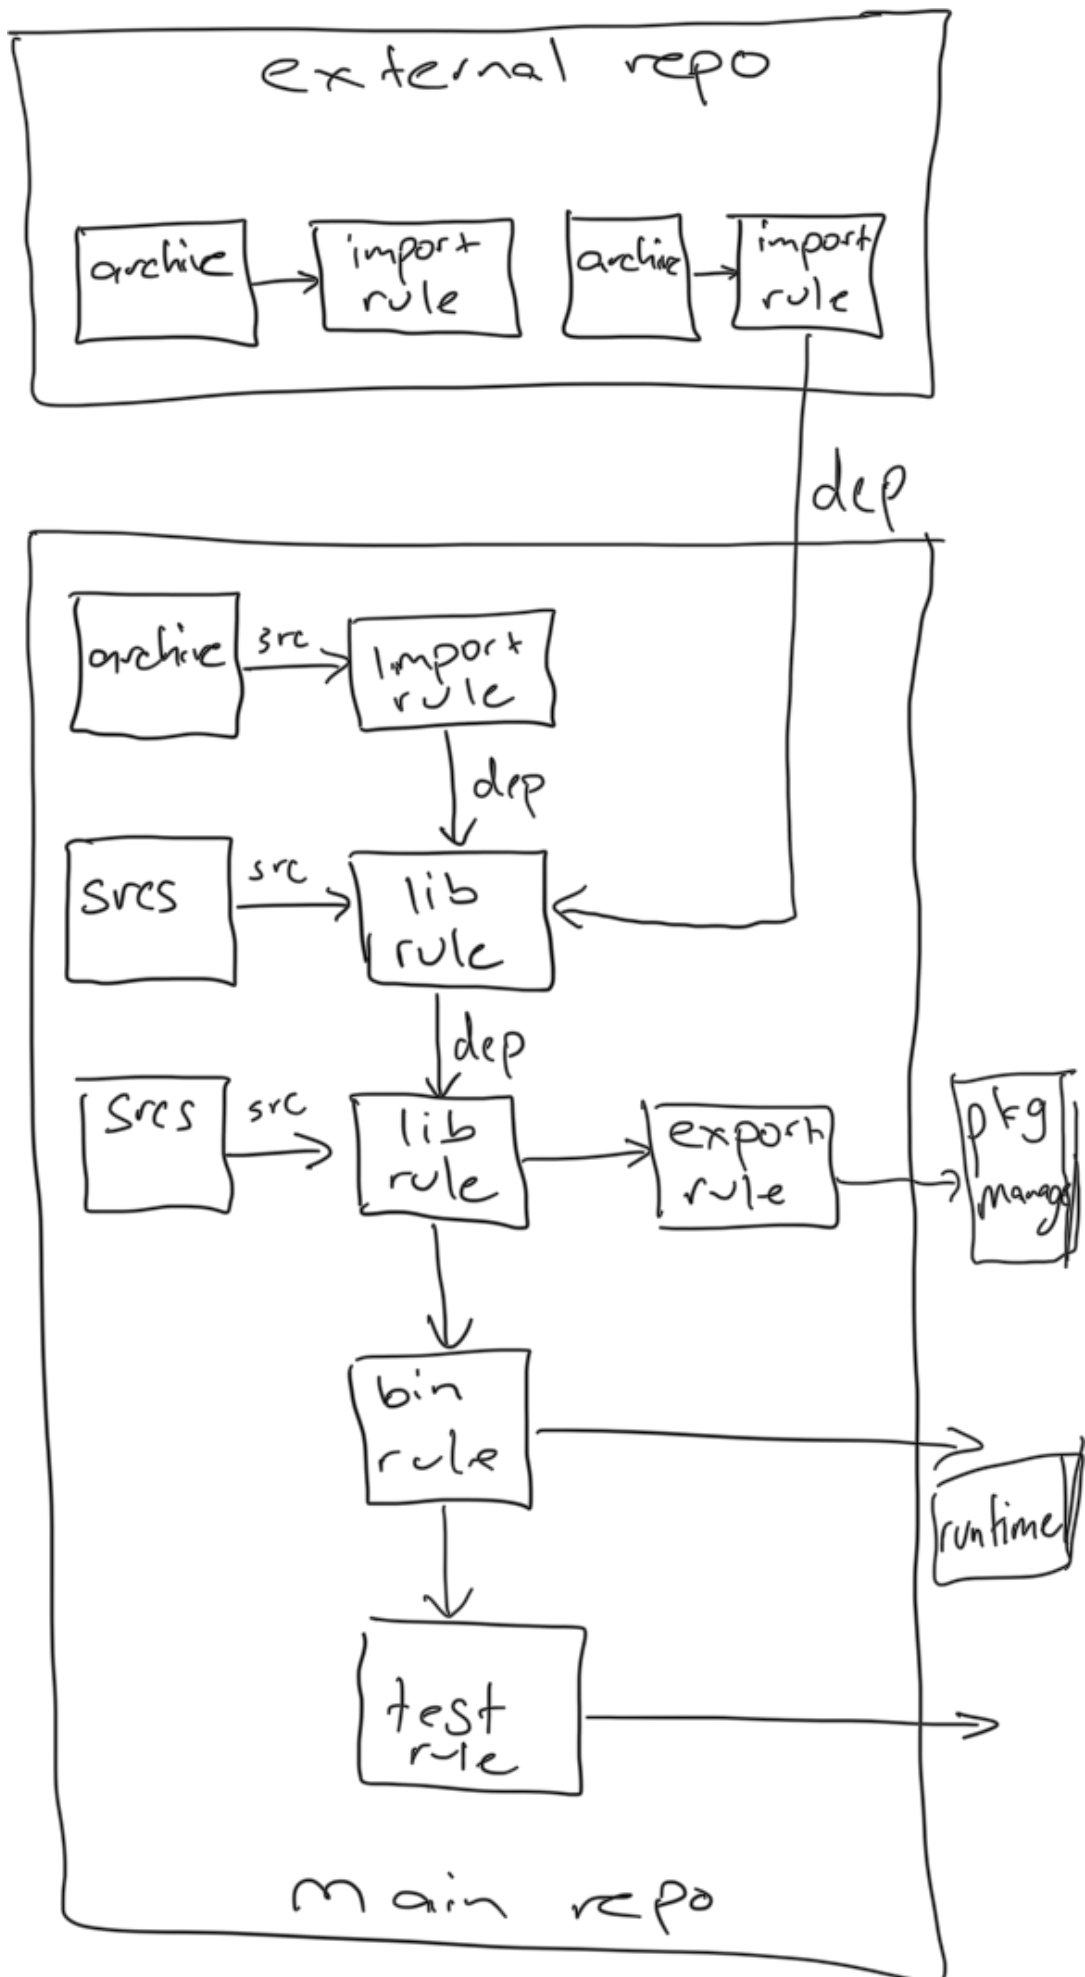 external repo
archive
import
rule
archive
import
rule
dep
archive
src
import
rule
dep
srcs
src
lib
rule
dep
srcs
src
lib
rule
export
rule
pkg
manager
bin
rule
runtime
test
rule
main repo